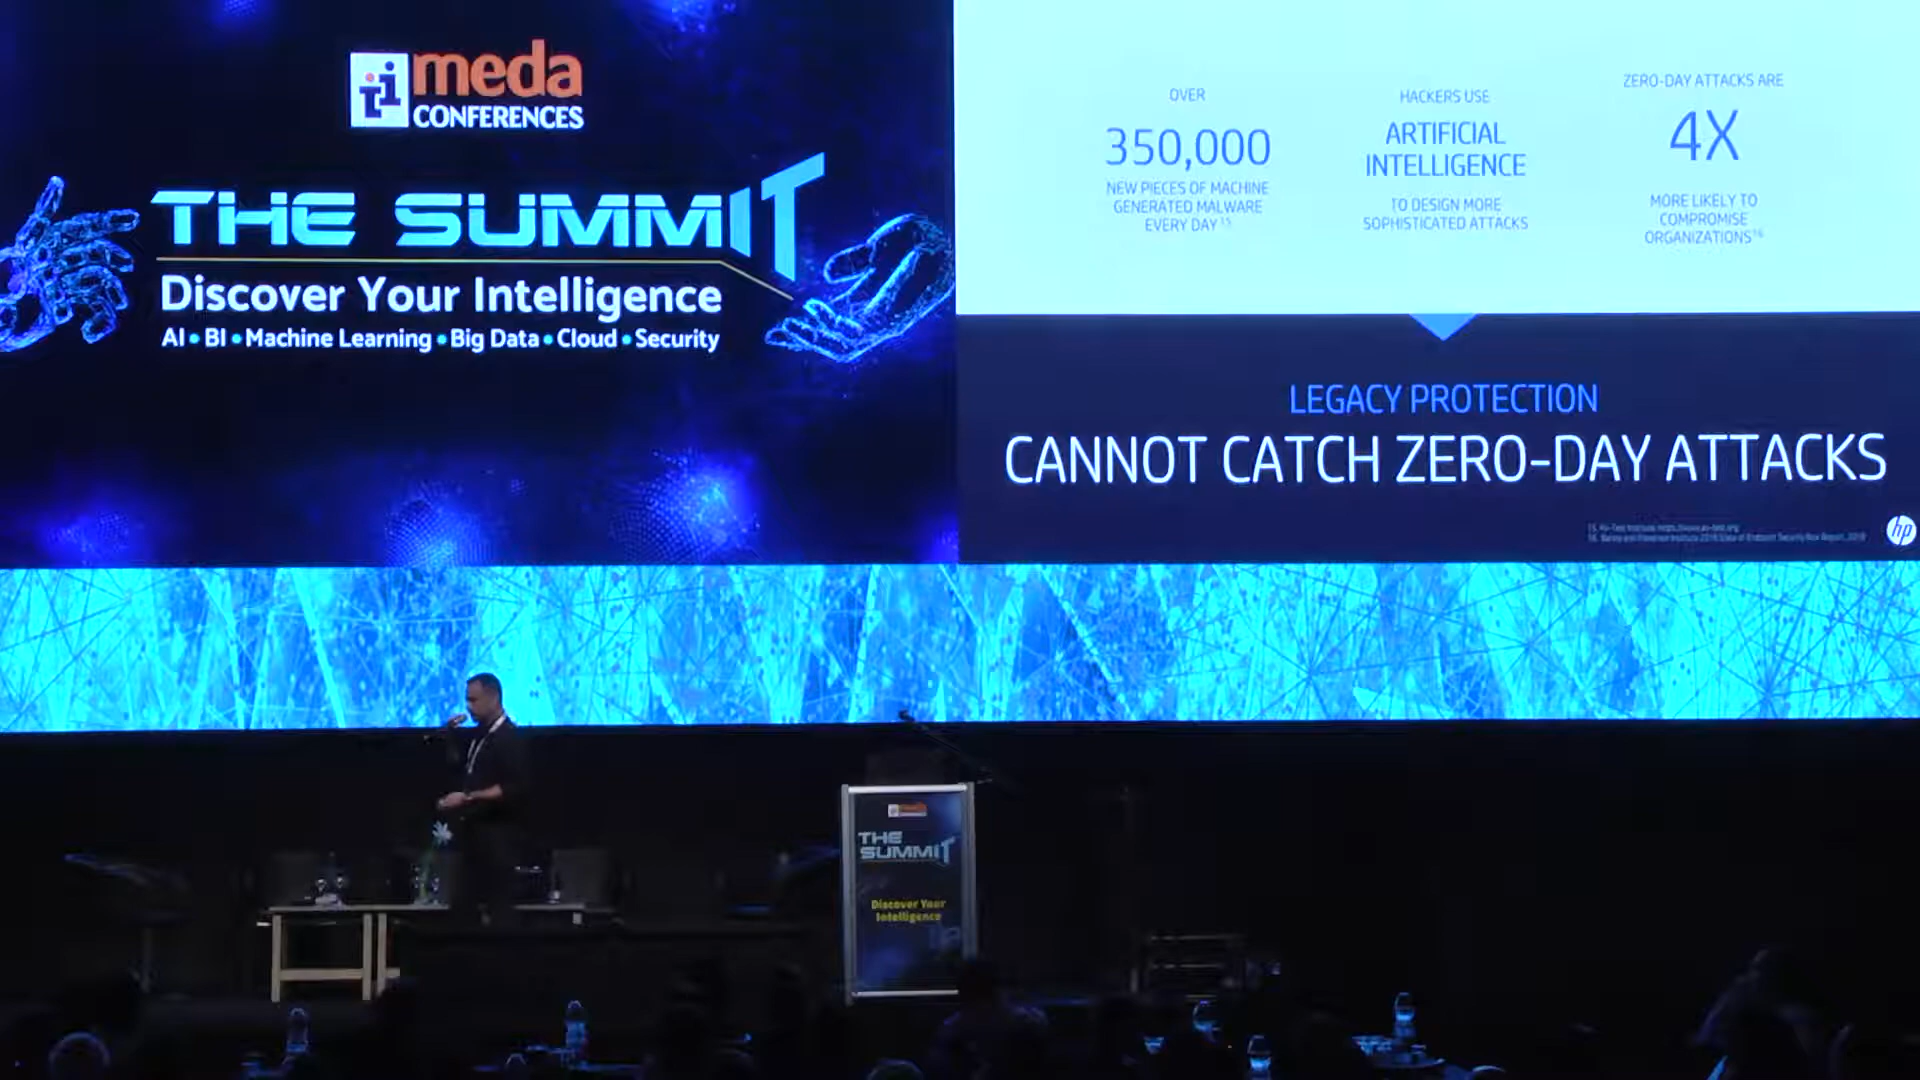 meda
CONFERENCES
THE SUMMIT
Discover Your Intelligence
AI • BI • Machine Learning • Big Data • Cloud • Security
OVER
350,000
NEW PIECES OF MACHINE
GENERATED MALWARE
EVERY DAY 15
HACKERS USE
ARTIFICIAL
INTELLIGENCE
TO DESIGN MORE
SOPHISTICATED ATTACKS
ZERO-DAY ATTACKS ARE
4X
MORE LIKELY TO
COMPROMISE
ORGANIZATIONS16
LEGACY PROTECTION
CANNOT CATCH ZERO-DAY ATTACKS
hp
meda
THE
SUMMIT
Discover Your
Intelligence